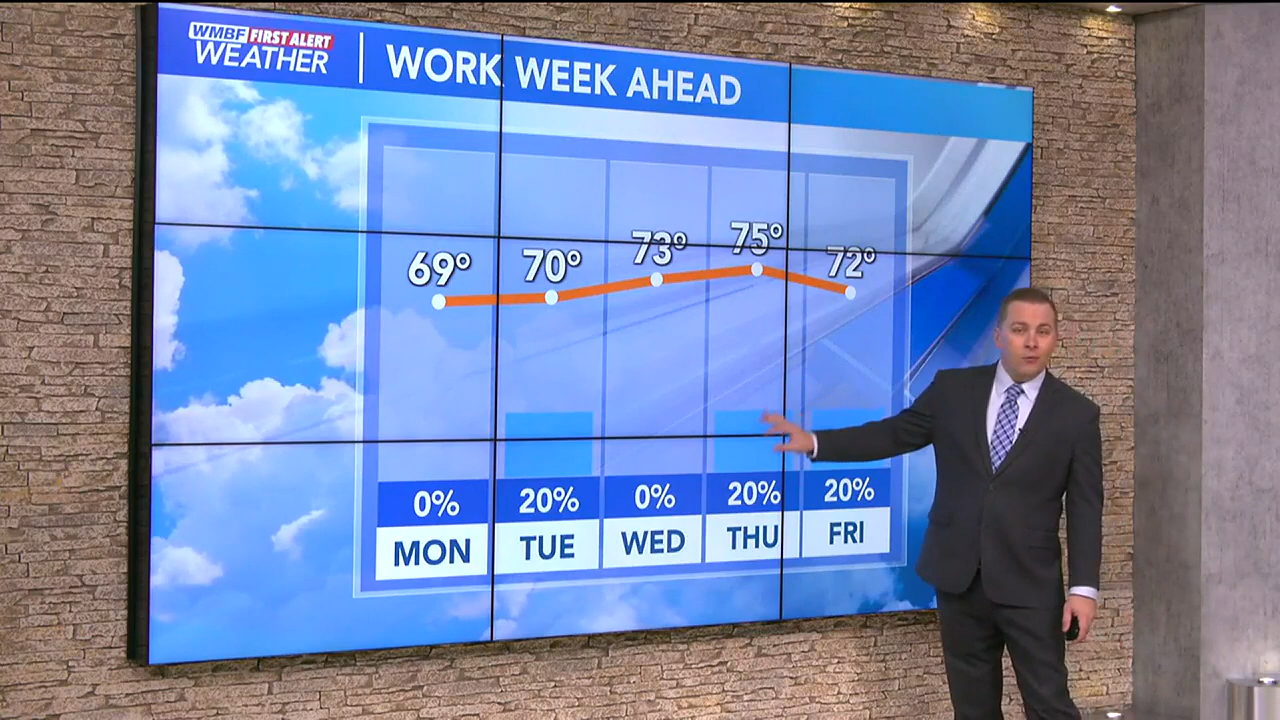 WMBF FIRST ALERT
WEATHER
WORK WEEK AHEAD
69° 70° 73° 75° 72°
0% 20% 0% 20% 20%
MON TUE WED THU FRI